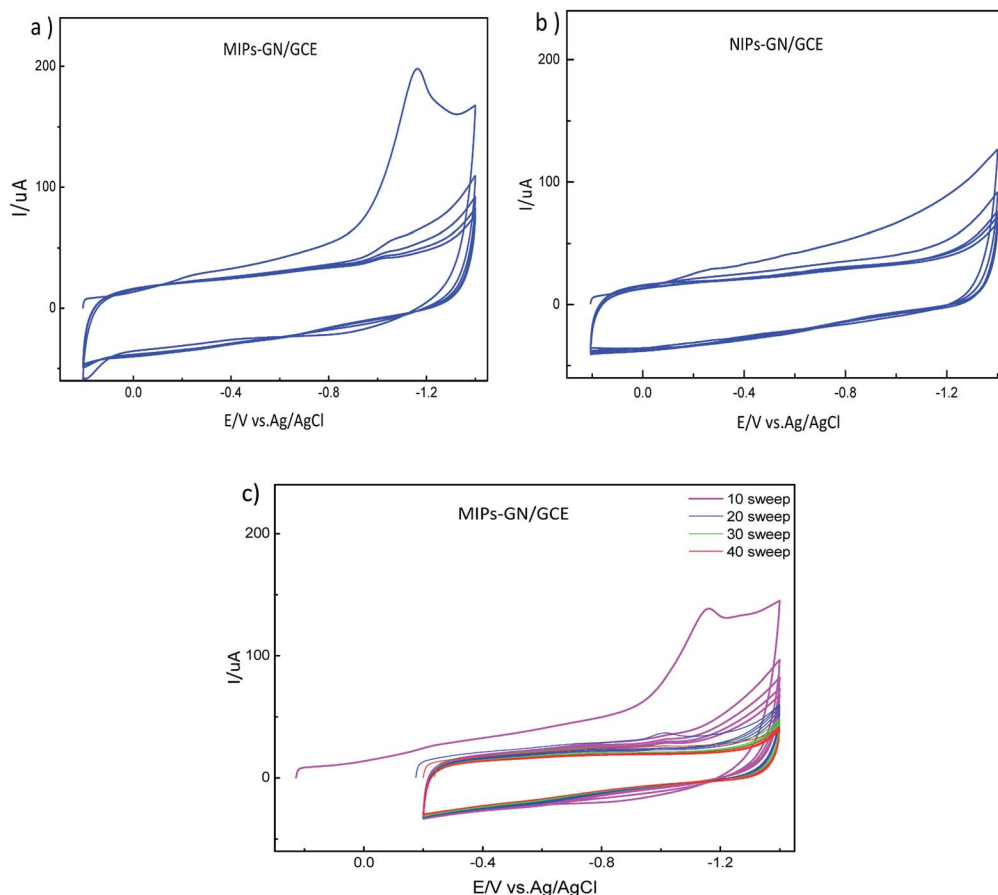 a )
MIPs-GN/GCE
200
100
0
I/uA
0.0 -0.4 -0.8 -1.2
E/V vs.Ag/AgCl
b )
NIPs-GN/GCE
200
100
0
I/uA
0.0 -0.4 -0.8 -1.2
E/V vs.Ag/AgCl
c )
MIPs-GN/GCE
10 sweep
20 sweep
30 sweep
40 sweep
200
100
0
I/uA
0.0 -0.4 -0.8 -1.2
E/V vs.Ag/AgCl